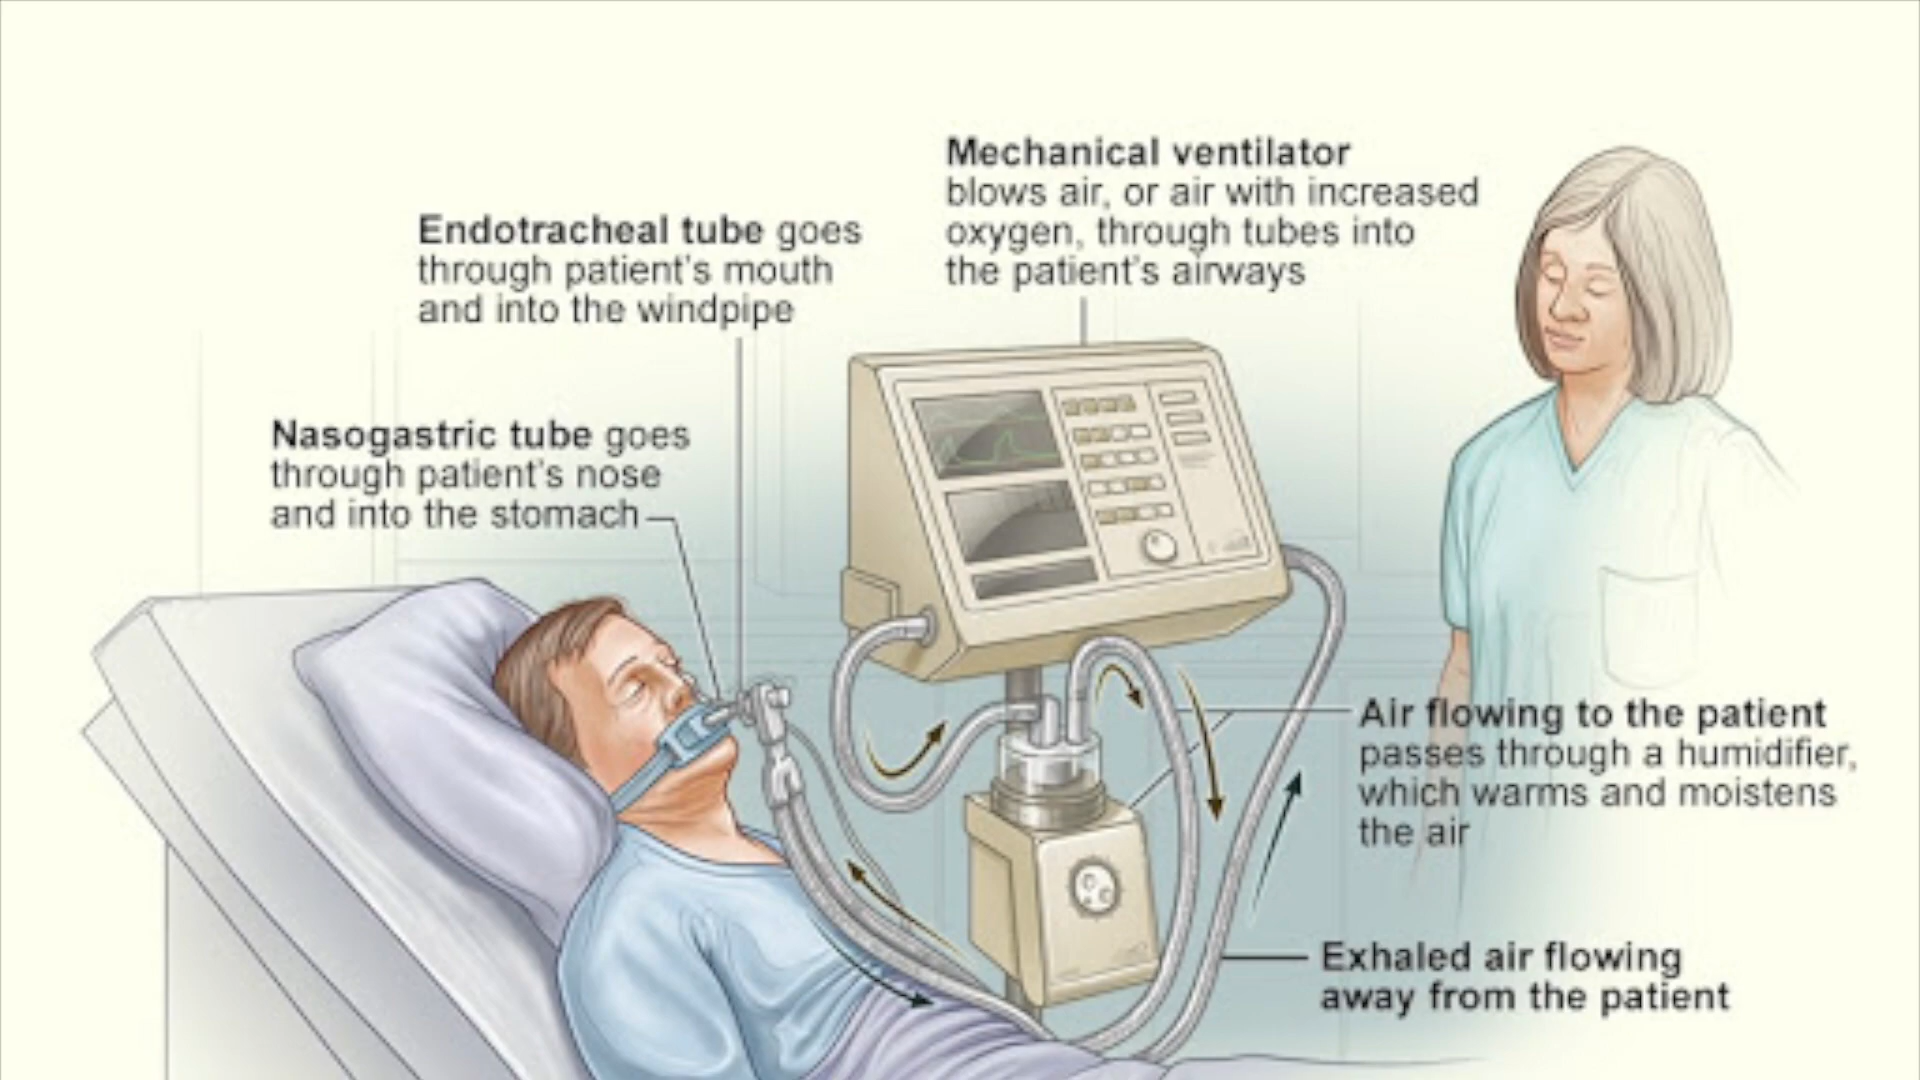 Mechanical ventilator
blows air, or air with increased
oxygen, through tubes into
the patient's airways
Endotracheal tube goes
through patient's mouth
and into the windpipe
Nasogastric tube goes
through patient's nose
and into the stomach
Air flowing to the patient
passes through a humidifier,
which warms and moistens
the air
Exhaled air flowing
away from the patient